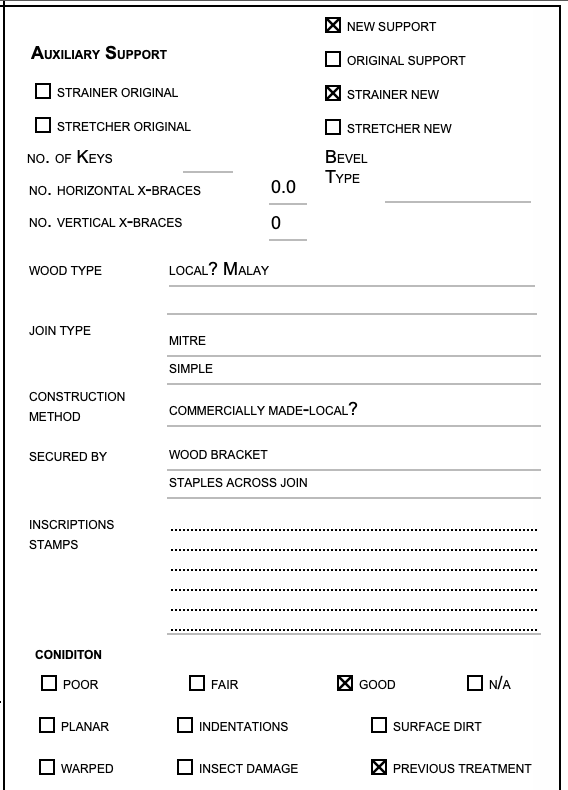 ☒ NEW SUPPORT
AUXILIARY SUPPORT
☐ ORIGINAL SUPPORT
☐ STRAINER ORIGINAL ☒ STRAINER NEW
☐ STRETCHER ORIGINAL ☐ STRETCHER NEW
NO. OF KEYS BEVEL
TYPE
NO. HORIZONTAL X-BRACES 0.0
NO. VERTICAL X-BRACES 0
WOOD TYPE LOCAL? MALAY
JOIN TYPE
MITRE
SIMPLE
CONSTRUCTION
METHOD
COMMERCIALLY MADE-LOCAL?
SECURED BY WOOD BRACKET
STAPLES ACROSS JOIN
INSCRIPTIONS
STAMPS
CONIDITON
☐ POOR ☐ FAIR ☒ GOOD ☐ N/A
☐ PLANAR ☐ INDENTATIONS ☐ SURFACE DIRT
☐ WARPED ☐ INSECT DAMAGE ☒ PREVIOUS TREATMENT